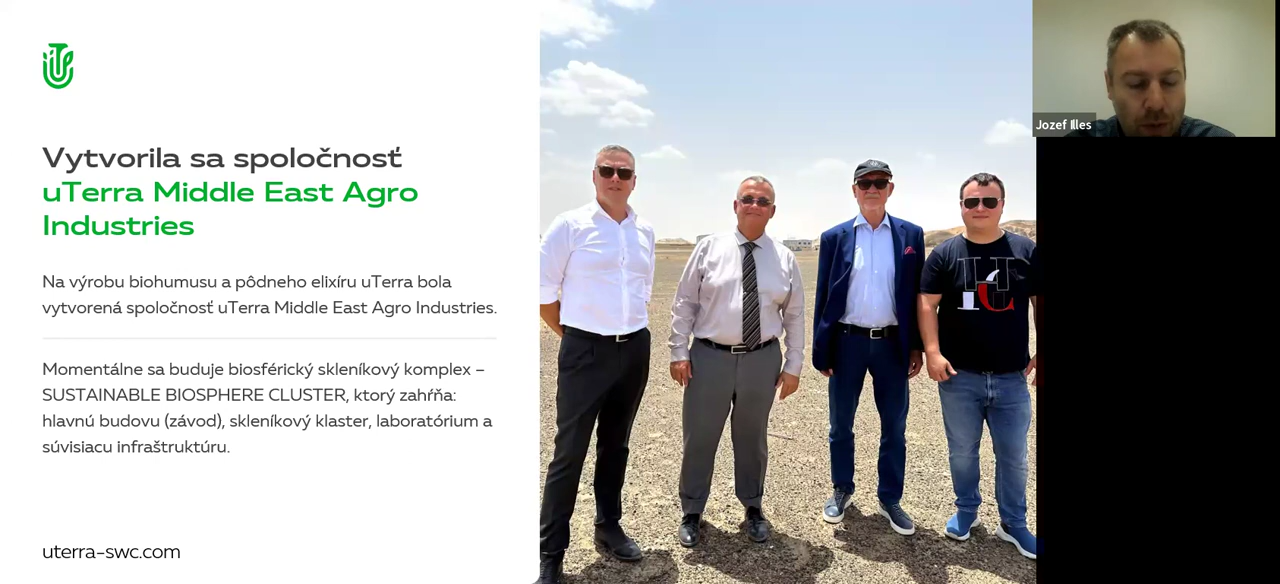 Vytvorila sa spoločnosť
uTerra Middle East Agro
Industries
Na výrobu biohumusu a pôdneho elixíru uTerra bola
vytvorená spoločnosť uTerra Middle East Agro Industries.
Momentálne sa buduje biosférický skleníkový komplex –
SUSTAINABLE BIOSPHERE CLUSTER, ktorý zahŕňa:
hlavnú budovu (závod), skleníkový klaster, laboratórium a
súvisiacu infraštruktúru.
uterra-swc.com
Jozef Illes